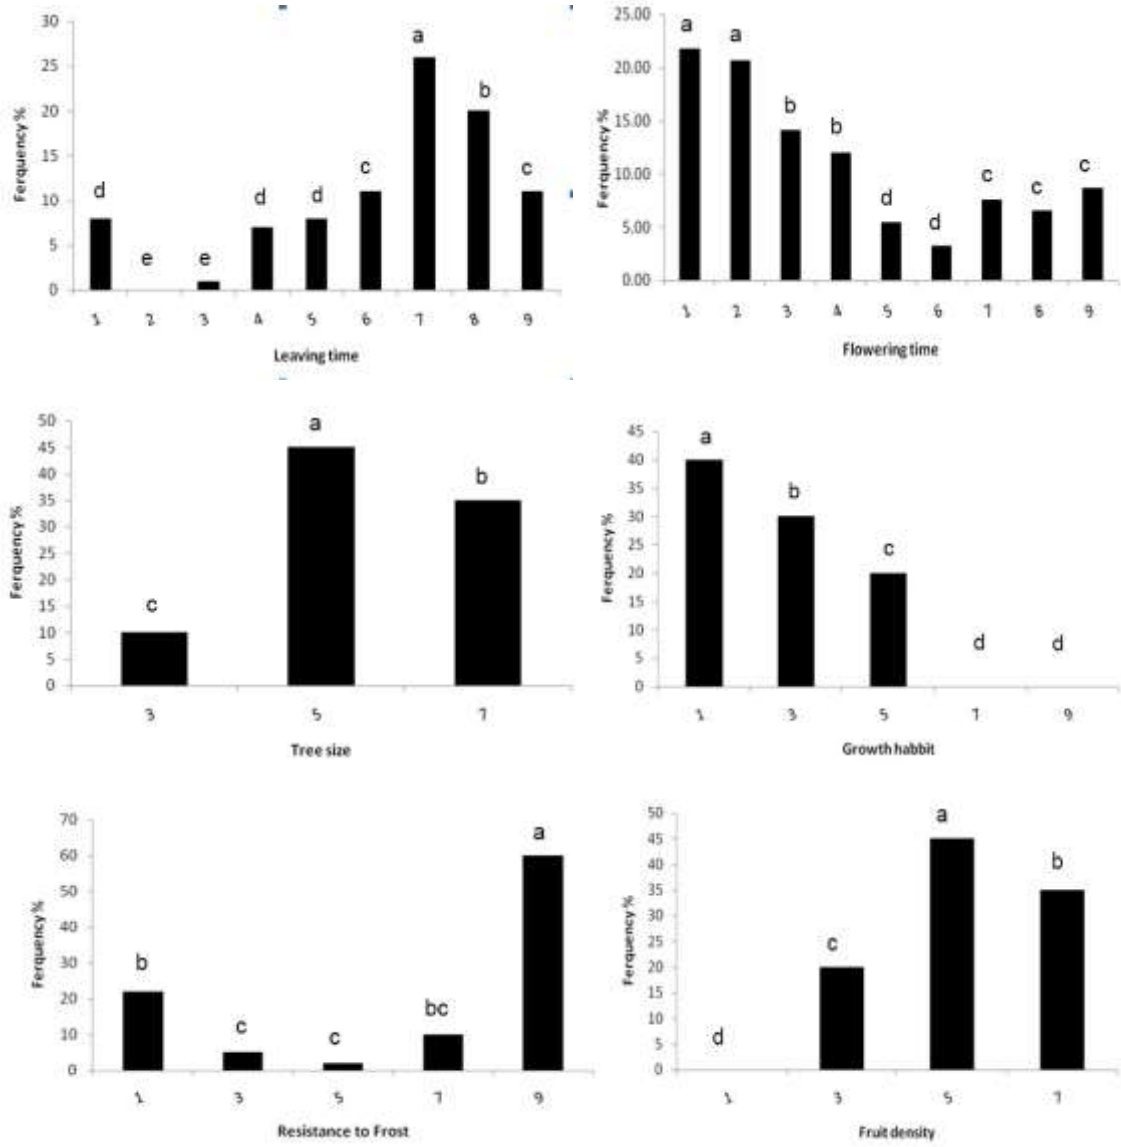 30
25
20
15
10
5
0
Ferquency %
d
e
e
d
d
c
a
b
c
1 2 3 4 5 6 7 8 9
Leaving time
25.00
20.00
15.00
10.00
5.00
0.00
Ferquency %
a
a
b
b
d
d
c
c
c
1 2 3 4 5 6 7 8 9
Flowering time
50
45
40
35
30
25
20
15
10
5
0
Ferquency %
c
a
b
3 5 7
Tree size
45
40
35
30
25
20
15
10
5
0
Ferquency %
a
b
c
d
d
1 3 5 7 9
Growth habbit
70
60
50
40
30
20
10
0
Ferquency %
b
c
c
bc
a
1 3 5 7 9
Resistance to Frost
50
45
40
35
30
25
20
15
10
5
0
Ferquency %
d
c
a
b
1 3 5 7
Fruit density